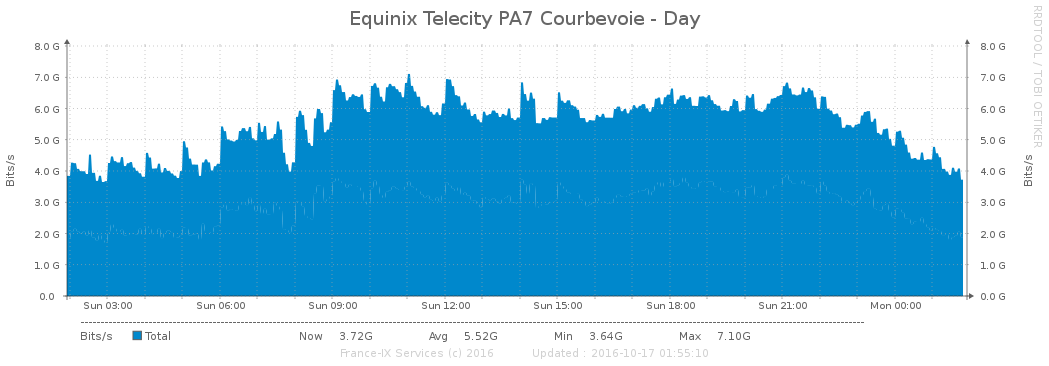 Equinix Telecity PA7 Courbevoie - Day
RRDTOOL / TOBI OETIKER
8.0 G 8.0 G
7.0 G 7.0 G
6.0 G 6.0 G
5.0 G 5.0 G
4.0 G 4.0 G
3.0 G 3.0 G
2.0 G 2.0 G
1.0 G 1.0 G
0.0 0.0 G
Bits/s
Bits/s
Sun 03:00 Sun 06:00 Sun 09:00 Sun 12:00 Sun 15:00 Sun 18:00 Sun 21:00 Mon 00:00
Bits/s Total Now 3.72G Avg 5.52G Min 3.64G Max 7.10G
France-IX Services (c) 2016 Updated : 2016-10-17 01:55:10